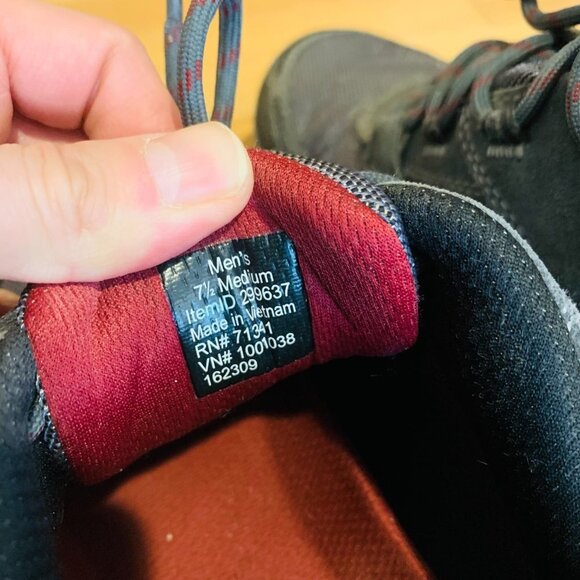 Men's
7½ Medium
ItemID 299637
Made in Vietnam
RN# 71341
VN# 1001038
162309